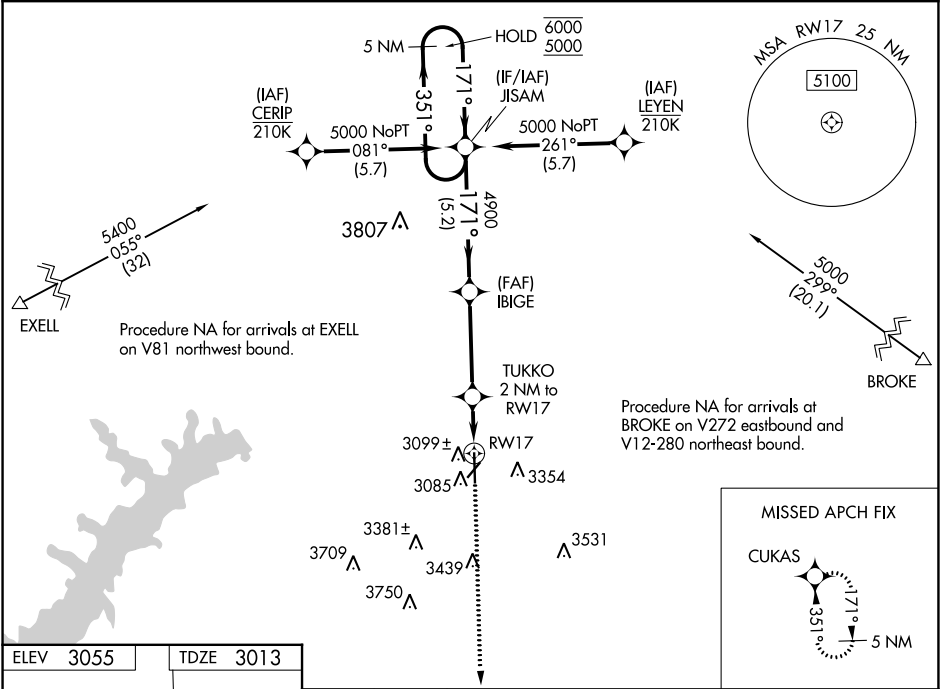 HOLD 6000
5000
5 NM
171°
351°
(IF/IAF)
JISAM
(IAF)
CERIP
210K
5000 NoPT
081°
(5.7)
(IAF)
LEYEN
210K
5000 NoPT
261°
(5.7)
MSA RW17 25 NM
5100
4900
171°
(5.2)
3807
5400
055°
(32)
EXELL
Procedure NA for arrivals at EXELL
on V81 northwest bound.
(FAF)
IBIGE
5000
299°
(20.1)
BROKE
Procedure NA for arrivals at
BROKE on V272 eastbound and
V12-280 northeast bound.
TUKKO
2 NM to
RW17
3099±
RW17
3085
3354
3381±
3709
3439
3531
3750
MISSED APCH FIX
CUKAS
171°
351°
5 NM
ELEV 3055
TDZE 3013